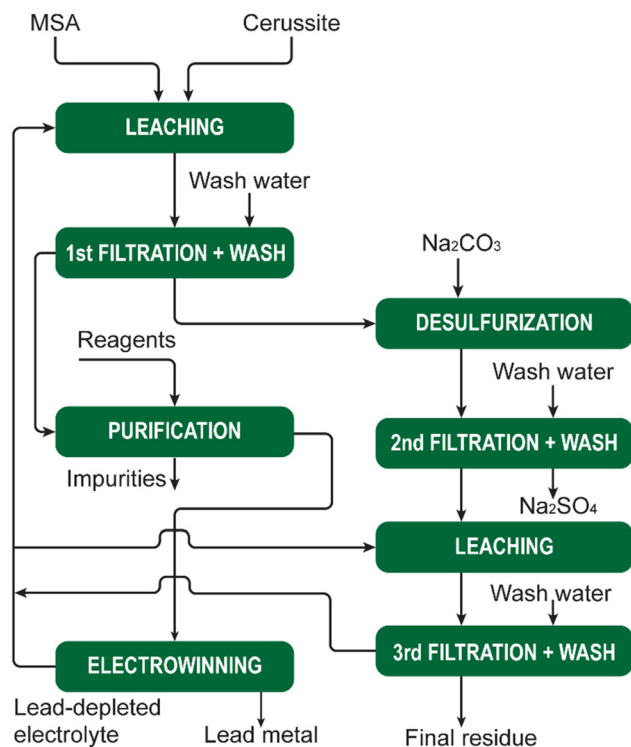 MSA
Cerussite
LEACHING
Wash water
1st FILTRATION + WASH
Na₂CO₃
DESULFURIZATION
Reagents
Wash water
PURIFICATION
2nd FILTRATION + WASH
Impurities
Na₂SO₄
LEACHING
Wash water
ELECTROWINNING
3rd FILTRATION + WASH
Lead-depleted
electrolyte
Lead metal
Final residue